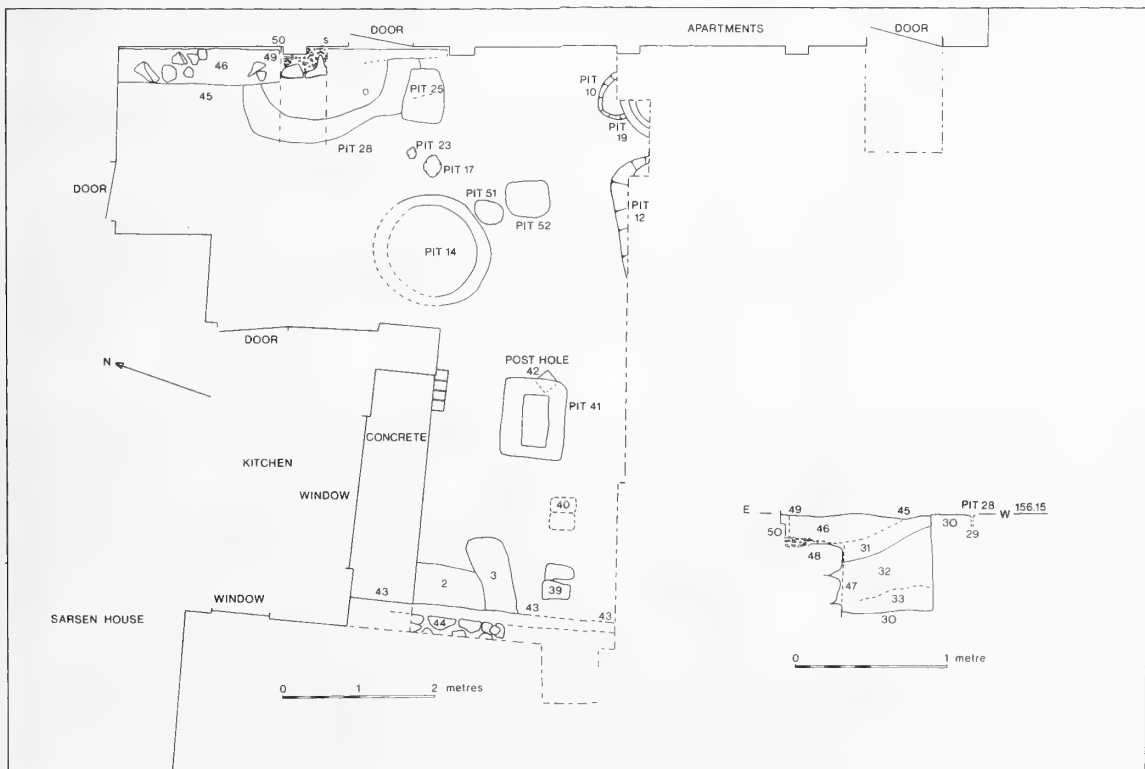 DOOR
APARTMENTS
DOOR
50
S
49
46
45
PIT 25
PIT 10
PIT 19
PIT 28
PIT 23
PIT 17
DOOR
PIT 51
PIT 52
PIT 12
PIT 14
DOOR
N
POST HOLE
42
PIT 41
CONCRETE
KITCHEN
WINDOW
40
2
3
39
43
43
43
44
WINDOW
SARSEN HOUSE
0 1 2 metres
E
49
45
PIT 28
W
156.15
50
46
30
29
48
31
32
47
33
30
0 1 metre